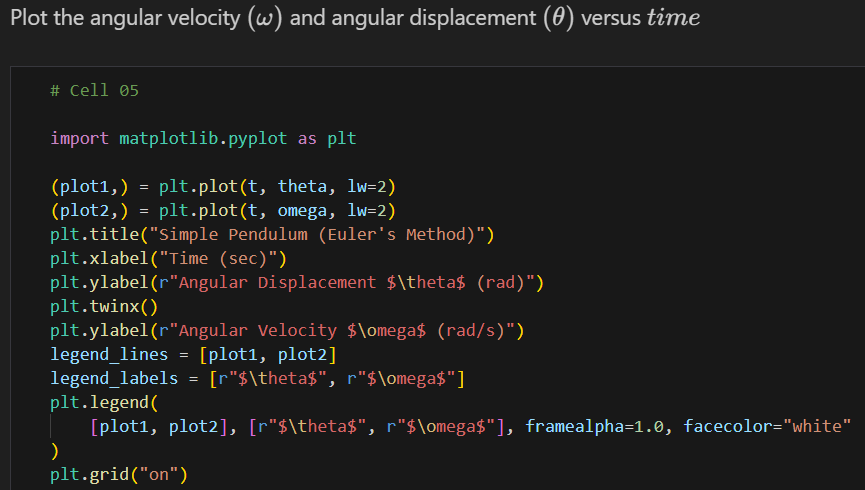 Plot the angular velocity (ω) and angular displacement (θ) versus time
# Cell 05
import matplotlib.pyplot as plt
(plot1,) = plt.plot(t, theta, lw=2)
(plot2,) = plt.plot(t, omega, lw=2)
plt.title("Simple Pendulum (Euler's Method)")
plt.xlabel("Time (sec)")
plt.ylabel(r"Angular Displacement $\theta$ (rad)")
plt.twinx()
plt.ylabel(r"Angular Velocity $\omega$ (rad/s)")
legend_lines = [plot1, plot2]
legend_labels = [r"$\theta$", r"$\omega$"]
plt.legend(
    [plot1, plot2], [r"$\theta$", r"$\omega$"], framealpha=1.0, facecolor="white"
)
plt.grid("on")